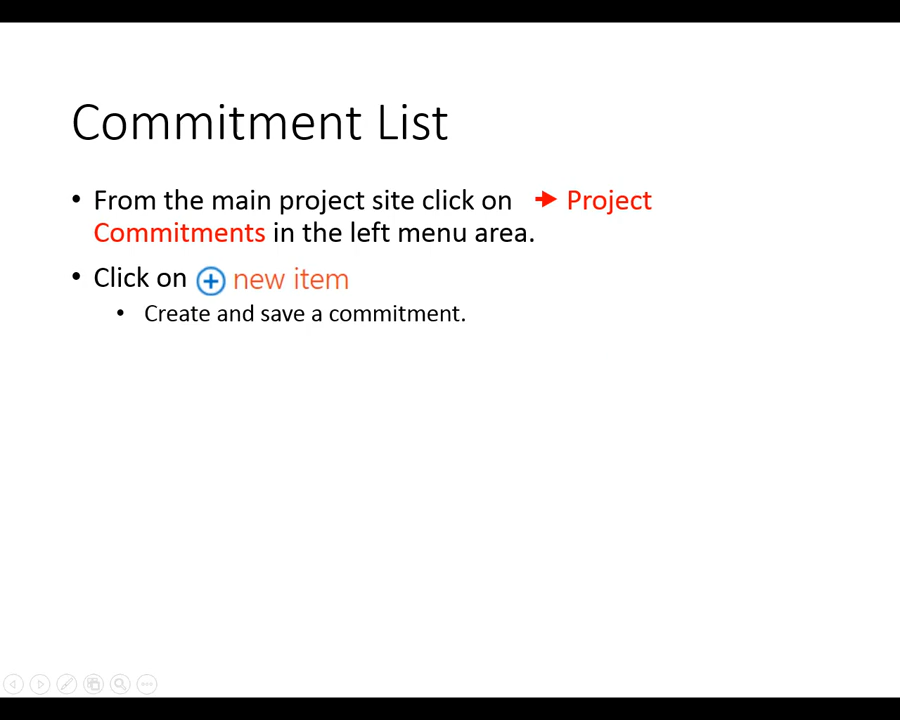 Commitment List
• From the main project site click on → Project
Commitments in the left menu area.
• Click on ⊕ new item
• Create and save a commitment.